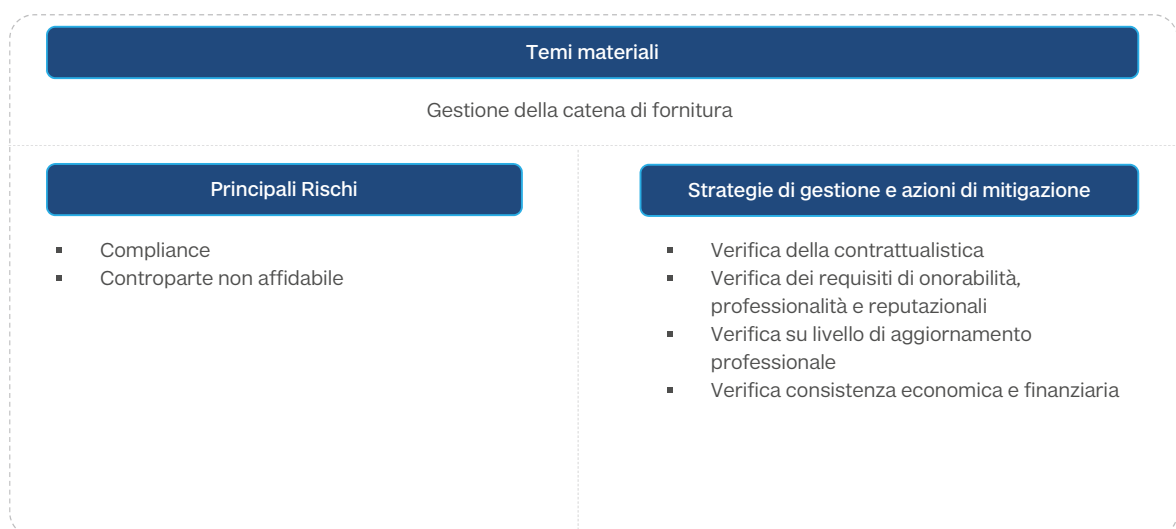 Temi materiali
Gestione della catena di fornitura
Principali Rischi
▪ Compliance
▪ Controparte non affidabile
Strategie di gestione e azioni di mitigazione
▪ Verifica della contrattualistica
▪ Verifica dei requisiti di onorabilità,
professionalità e reputazionali
▪ Verifica su livello di aggiornamento
professionale
▪ Verifica consistenza economica e finanziaria